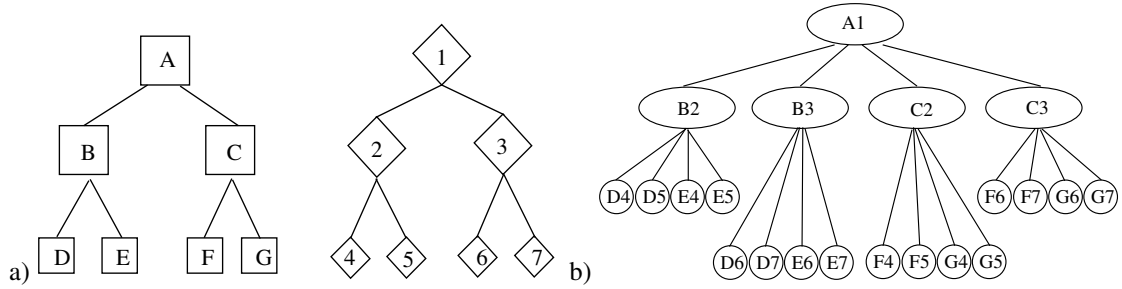 A
B C
D E F G
a)
1
2 3
4 5 6 7
b)
A1
B2 B3 C2 C3
D4 D5 E4 E5
F6 F7 G6 G7
D6 D7 E6 E7
F4 F5 G4 G5